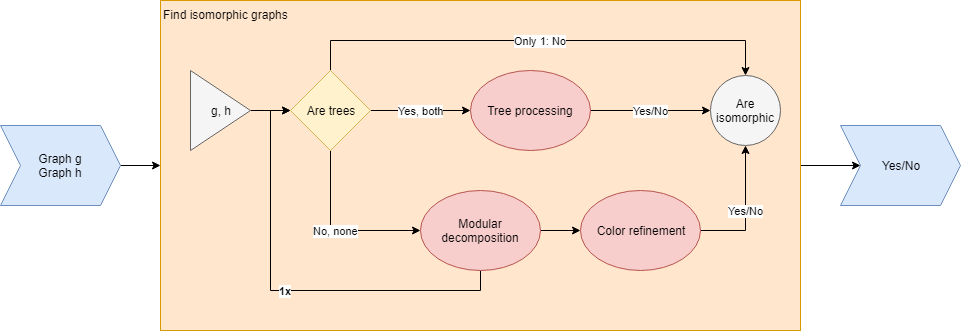 Find isomorphic graphs
Only 1: No
g, h
Are trees
Yes, both
Tree processing
Yes/No
Are
isomorphic
Graph g
Graph h
Yes/No
No, none
Modular
decomposition
Color refinement
Yes/No
1x